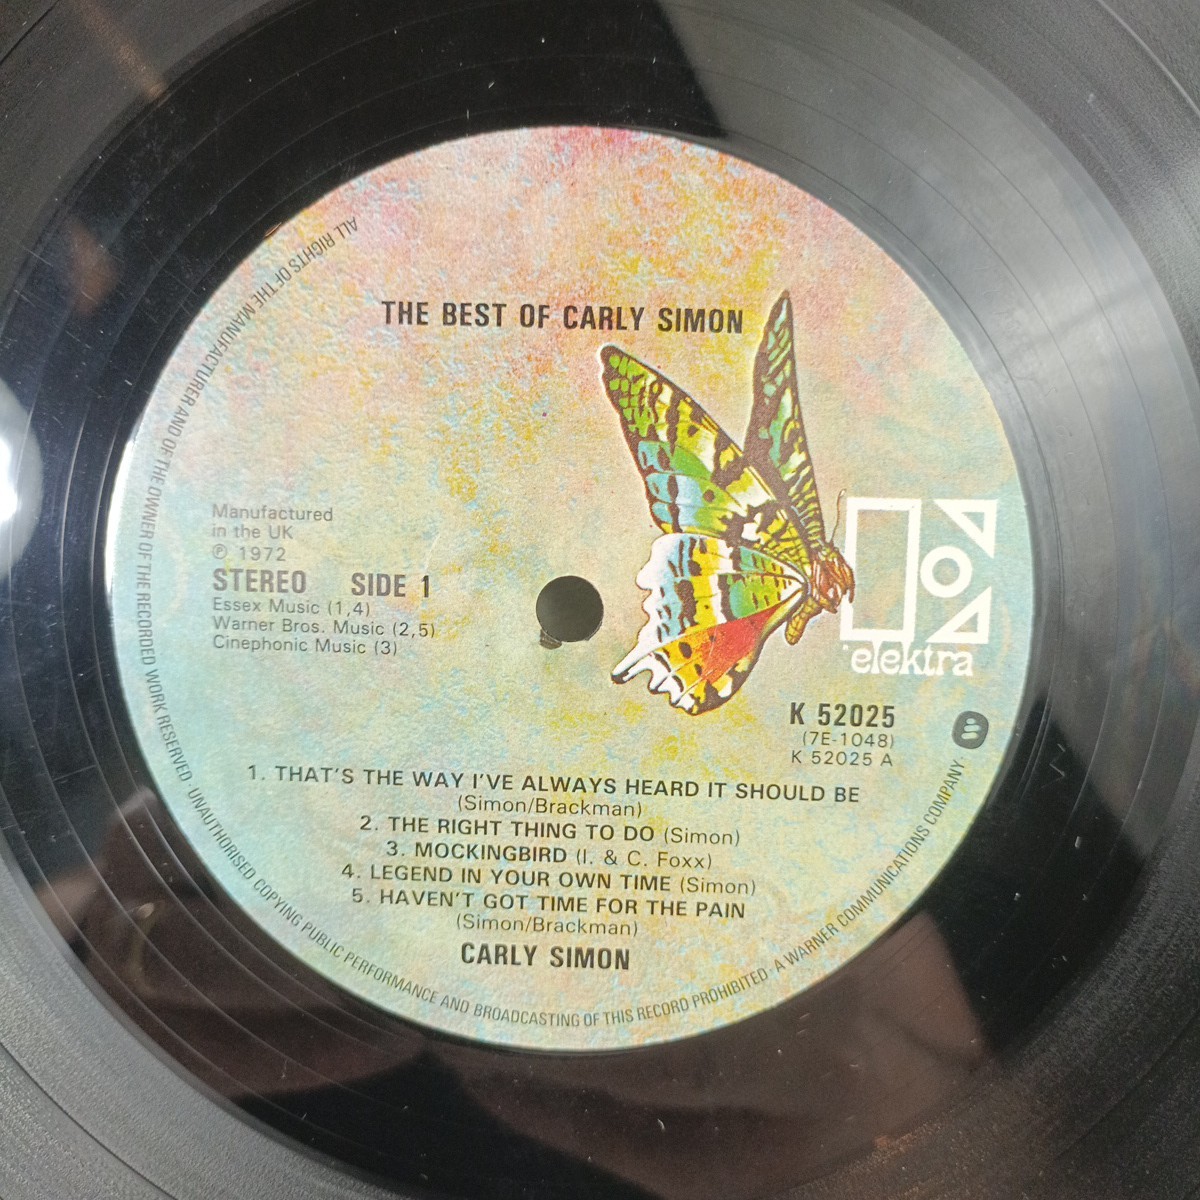 THE BEST OF CARLY SIMON
Manufactured
in the UK
℗ 1972
STEREO SIDE 1
Essex Music (1,4)
Warner Bros. Music (2,5)
Cinephonic Music (3)
elektra
K 52025
(7E-1048)
K 52025 A
1. THAT'S THE WAY I'VE ALWAYS HEARD IT SHOULD BE
(Simon/Brackman)
2. THE RIGHT THING TO DO (Simon)
3. MOCKINGBIRD (I. & C. Foxx)
4. LEGEND IN YOUR OWN TIME (Simon)
5. HAVEN'T GOT TIME FOR THE PAIN
(Simon/Brackman)
CARLY SIMON
ALL RIGHTS OF THE MANUFACTURER AND OF THE OWNER OF THE RECORDED WORK RESERVED · UNAUTHORISED COPYING PUBLIC PERFORMANCE AND BROADCASTING OF THIS RECORD PROHIBITED · A WARNER COMMUNICATIONS COMPANY